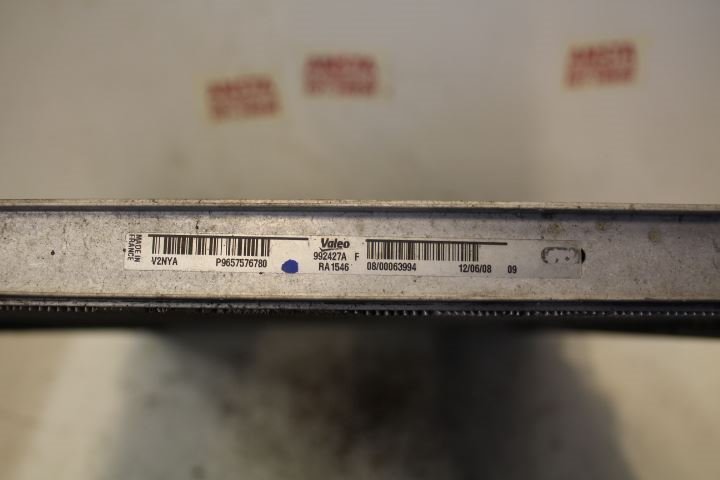 MADE IN
FRANCE
V2NYA P9657576780
Valeo
992427A F
RA1546 08/00063994 12/06/08 09